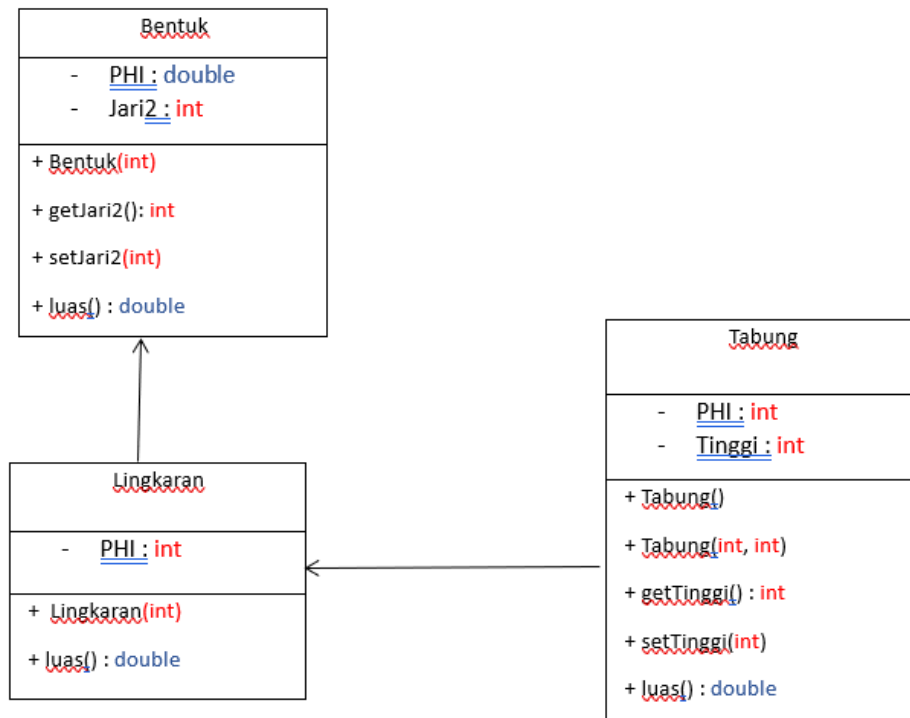 Bentuk
- PHI : double
- Jari2 : int
+ Bentuk(int)
+ getJari2(): int
+ setJari2(int)
+ luas() : double
Lingkaran
- PHI : int
+ Lingkaran(int)
+ luas() : double
Tabung
- PHI : int
- Tinggi : int
+ Tabung()
+ Tabung(int, int)
+ getTinggi() : int
+ setTinggi(int)
+ luas() : double